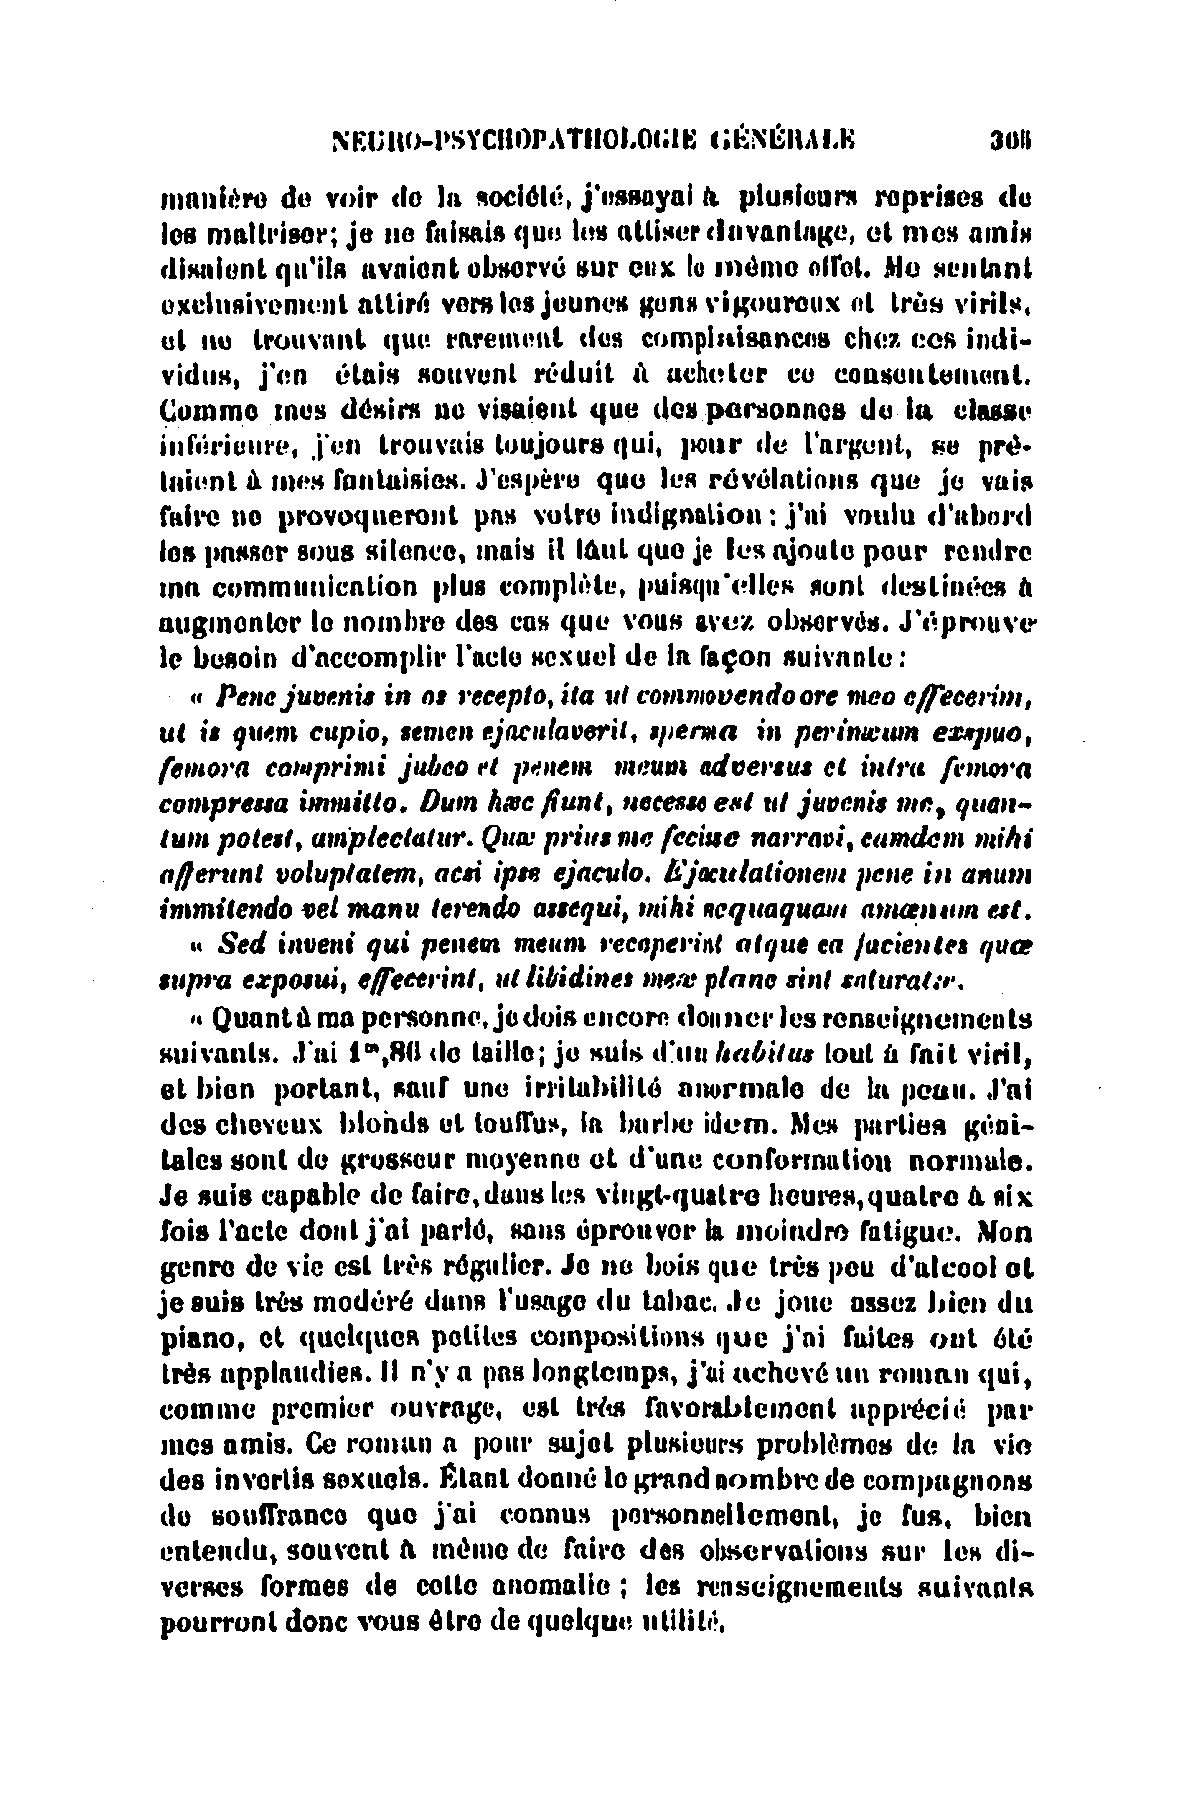 NEURO-PSYCHOPATHOLOGIE GÉNÉRALE
manière de voir de la société, j'essayai à plusieurs reprises de
les maîtriser; je ne faisais que les attiser davantage, et mes amis
disaient qu'ils avaient observé sur eux le même effet. Me sentant
exclusivement attiré vers les jeunes gens vigoureux et très virils,
et ne trouvant que rarement des complaisances chez ces indi-
vidus, j'en étais souvent réduit à acheter ce consentement.
Comme mes désirs ne visaient que des personnes de la classe
inférieure, j'en trouvais toujours qui, pour de l'argent, se prê-
taient à mes fantaisies. J'espère que les révélations que je vais
faire ne provoqueront pas votre indignation; j'ai voulu d'abord
les passer sous silence, mais il faut que je les ajoute pour rendre
ma communication plus complète, puisqu'elles sont destinées à
augmenter le nombre des cas que vous avez observés. J'éprouve
le besoin d'accomplir l'acte sexuel de la façon suivante:
« Pene juvenis in os recepto, ita ut commovendo ore meo effecerim,
ut is quem cupio, semen ejaculaverit, sperma in perinæum exspuo,
femora comprimi jubeo et penem meum adversus et intra femora
compressa immitto. Dum hæc fiunt, necesse est ut juvenis me, quan-
tum potest, amplectatur. Quæ prius me fecisse narravi, eamdem mihi
afferunt voluptatem, acsi ipse ejaculo. Ejaculationem pene in anum
immitendo vel manu terendo assequi, mihi nequaquam amœnum est.
« Sed inveni qui penem meum receperint atque ea facientes quæ
supra exposui, effecerint, ut libidines meæ plane sint saturatæ.
« Quant à ma personne, je dois encore donner les renseignements
suivants. J'ai 1ᵐ,86 de taille; je suis d'un habitus tout à fait viril,
et bien portant, sauf une irritabilité anormale de la peau. J'ai
des cheveux blonds et touffus, la barbe idem. Mes parties géni-
tales sont de grosseur moyenne et d'une conformation normale.
Je suis capable de faire, dans les vingt-quatre heures, quatre à six
fois l'acte dont j'ai parlé, sans éprouver la moindre fatigue. Mon
genre de vie est très régulier. Je ne bois que très peu d'alcool et
je suis très modéré dans l'usage du tabac. Je joue assez bien du
piano, et quelques petites compositions que j'ai faites ont été
très applaudies. Il n'y a pas longtemps, j'ai achevé un roman qui,
comme premier ouvrage, est très favorablement apprécié par
mes amis. Ce roman a pour sujet plusieurs problèmes de la vie
des invertis sexuels. Étant donné le grand nombre de compagnons
de souffrance que j'ai connus personnellement, je fus, bien
entendu, souvent à même de faire des observations sur les di-
verses formes de cette anomalie; les renseignements suivants
pourront donc vous être de quelque utilité.